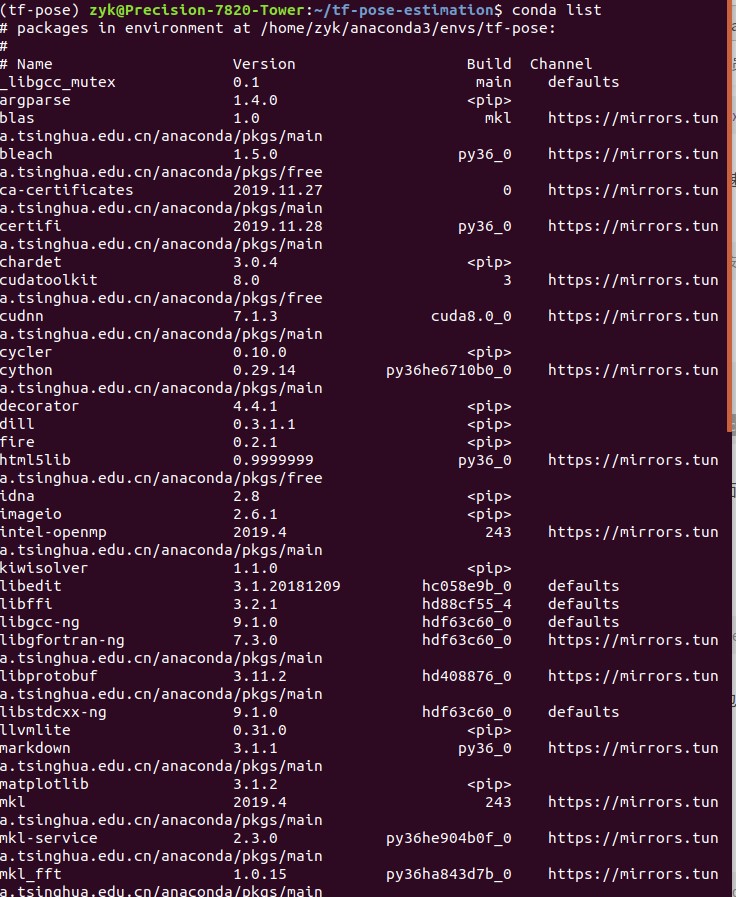 (tf-pose) zyk@Precision-7820-Tower:~/tf-pose-estimation$ conda list
# packages in environment at /home/zyk/anaconda3/envs/tf-pose:
#
# Name Version Build Channel
_libgcc_mutex 0.1 main defaults
argparse 1.4.0 <pip>
blas 1.0 mkl https://mirrors.tun
a.tsinghua.edu.cn/anaconda/pkgs/main
bleach 1.5.0 py36_0 https://mirrors.tun
a.tsinghua.edu.cn/anaconda/pkgs/free
ca-certificates 2019.11.27 0 https://mirrors.tun
a.tsinghua.edu.cn/anaconda/pkgs/main
certifi 2019.11.28 py36_0 https://mirrors.tun
a.tsinghua.edu.cn/anaconda/pkgs/main
chardet 3.0.4 <pip>
cudatoolkit 8.0 3 https://mirrors.tun
a.tsinghua.edu.cn/anaconda/pkgs/free
cudnn 7.1.3 cuda8.0_0 https://mirrors.tun
a.tsinghua.edu.cn/anaconda/pkgs/main
cycler 0.10.0 <pip>
cython 0.29.14 py36he6710b0_0 https://mirrors.tun
a.tsinghua.edu.cn/anaconda/pkgs/main
decorator 4.4.1 <pip>
dill 0.3.1.1 <pip>
fire 0.2.1 <pip>
html5lib 0.9999999 py36_0 https://mirrors.tun
a.tsinghua.edu.cn/anaconda/pkgs/free
idna 2.8 <pip>
imageio 2.6.1 <pip>
intel-openmp 2019.4 243 https://mirrors.tun
a.tsinghua.edu.cn/anaconda/pkgs/main
kiwisolver 1.1.0 <pip>
libedit 3.1.20181209 hc058e9b_0 defaults
libffi 3.2.1 hd88cf55_4 defaults
libgcc-ng 9.1.0 hdf63c60_0 defaults
libgfortran-ng 7.3.0 hdf63c60_0 https://mirrors.tun
a.tsinghua.edu.cn/anaconda/pkgs/main
libprotobuf 3.11.2 hd408876_0 https://mirrors.tun
a.tsinghua.edu.cn/anaconda/pkgs/main
libstdcxx-ng 9.1.0 hdf63c60_0 defaults
llvmlite 0.31.0 <pip>
markdown 3.1.1 py36_0 https://mirrors.tun
a.tsinghua.edu.cn/anaconda/pkgs/main
matplotlib 3.1.2 <pip>
mkl 2019.4 243 https://mirrors.tun
a.tsinghua.edu.cn/anaconda/pkgs/main
mkl-service 2.3.0 py36he904b0f_0 https://mirrors.tun
a.tsinghua.edu.cn/anaconda/pkgs/main
mkl_fft 1.0.15 py36ha843d7b_0 https://mirrors.tun
a.tsinghua.edu.cn/anaconda/pkgs/main